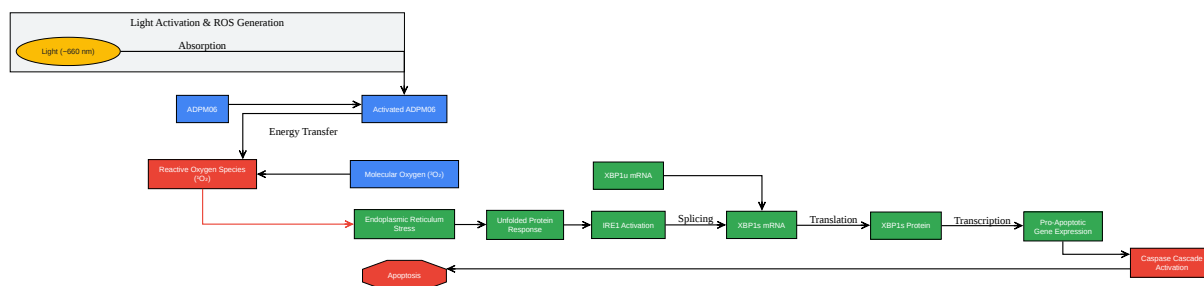 Light Activation & ROS Generation
Light (~660 nm)
Absorption
ADPM06
Activated ADPM06
Energy Transfer
Reactive Oxygen Species
(¹O₂)
Molecular Oxygen (³O₂)
XBP1u mRNA
Endoplasmic Reticulum
Stress
Unfolded Protein
Response
IRE1 Activation
Splicing
XBP1s mRNA
Translation
XBP1s Protein
Transcription
Pro-Apoptotic
Gene Expression
Caspase Cascade
Activation
Apoptosis